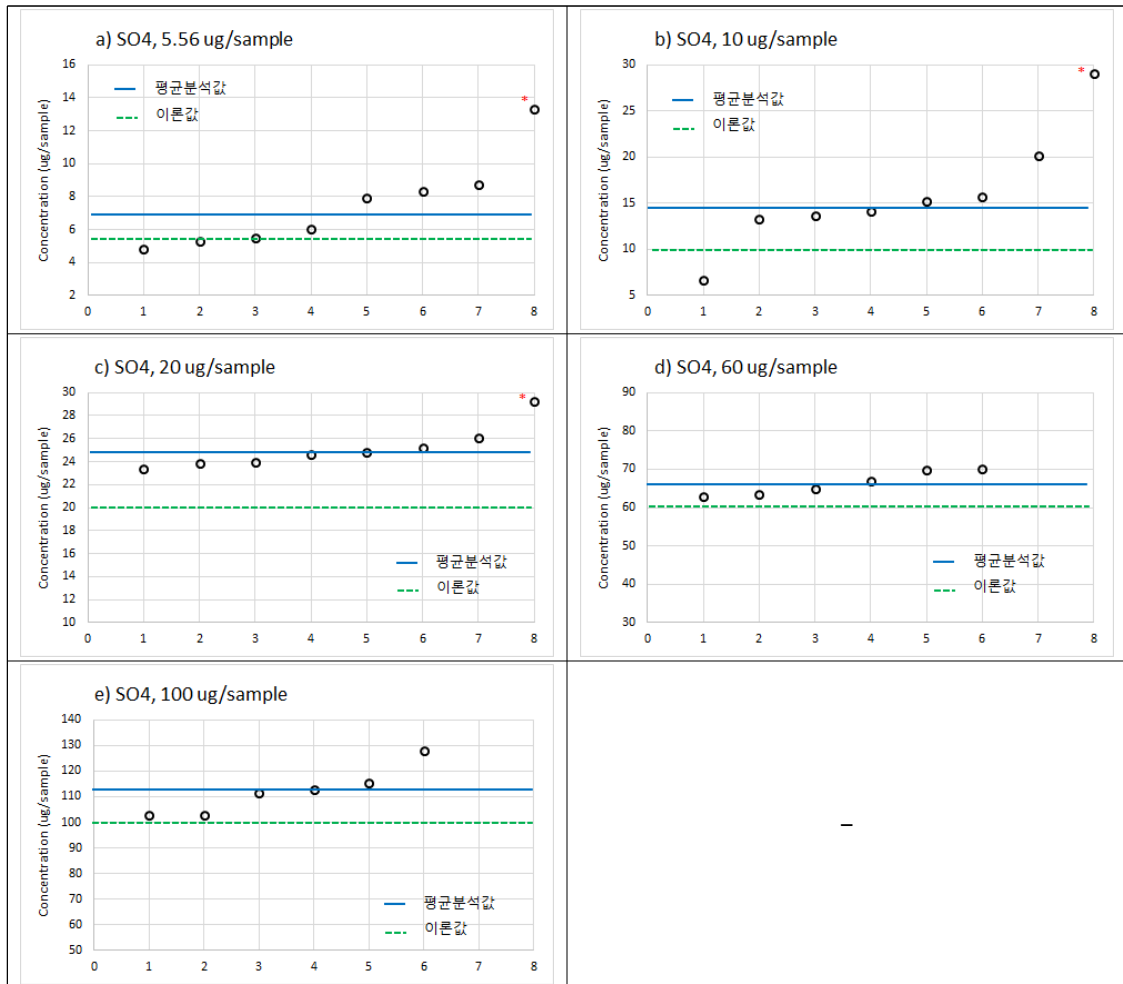 a) SO4, 5.56 ug/sample
Concentration (ug/sample)
16
14
12
10
8
6
4
2
평균분석값
이론값
*
0 1 2 3 4 5 6 7 8
b) SO4, 10 ug/sample
Concentration (ug/sample)
30
25
20
15
10
5
평균분석값
이론값
*
0 1 2 3 4 5 6 7 8
c) SO4, 20 ug/sample
Concentration (ug/sample)
30
28
26
24
22
20
18
16
14
12
10
*
평균분석값
이론값
0 1 2 3 4 5 6 7 8
d) SO4, 60 ug/sample
Concentration (ug/sample)
90
80
70
60
50
40
30
평균분석값
이론값
0 1 2 3 4 5 6 7 8
e) SO4, 100 ug/sample
Concentration (ug/sample)
140
130
120
110
100
90
80
70
60
50
평균분석값
이론값
0 1 2 3 4 5 6 7 8
–